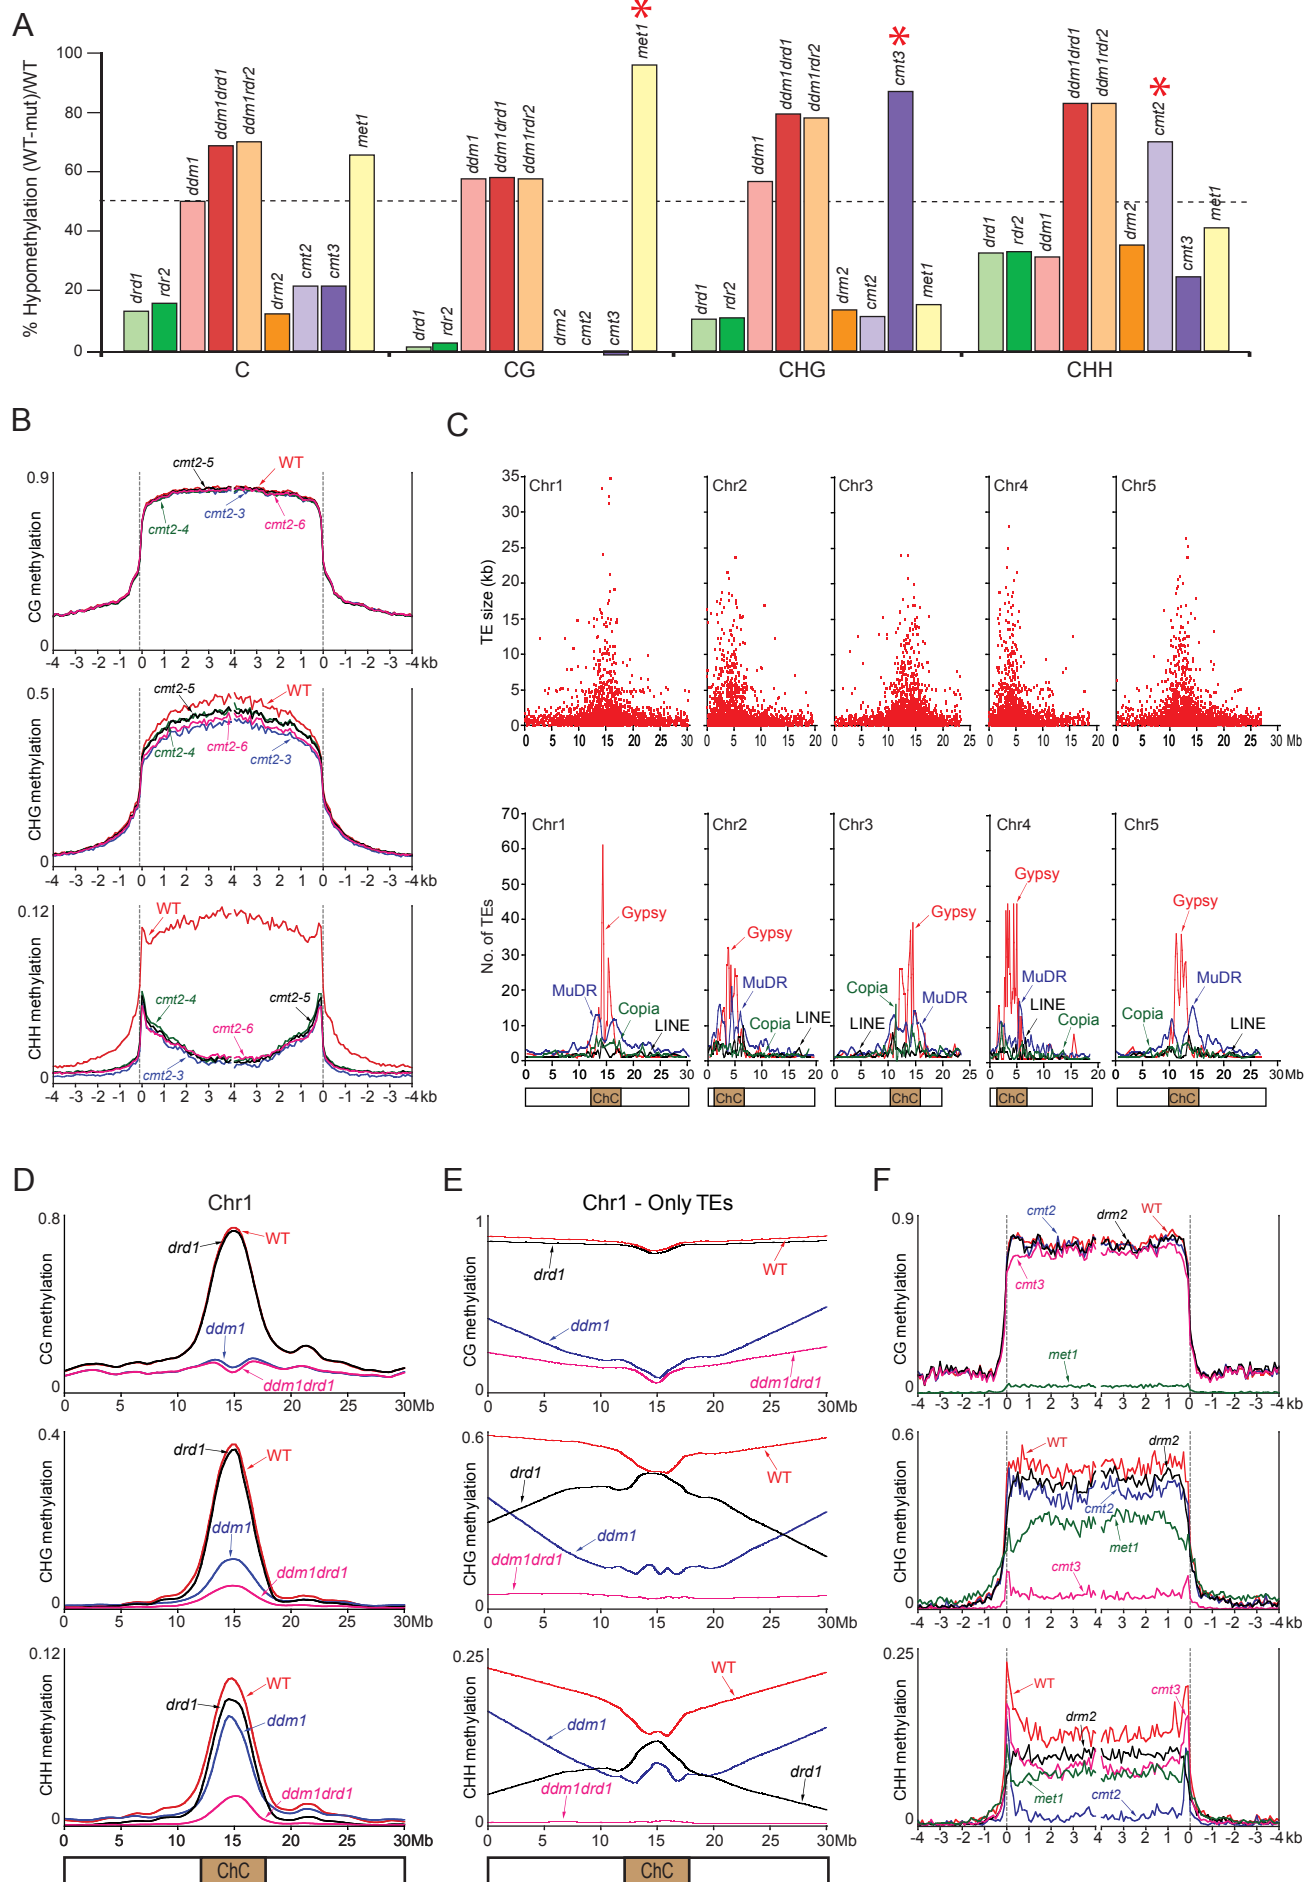 A
% Hypomethylation (WT-mut)/WT
100
80
60
40
20
0
drd1
rdr2
ddm1
ddm1drd1
ddm1rdr2
drm2
cmt2
cmt3
met1
drd1
rdr2
ddm1
ddm1drd1
ddm1rdr2
drm2
cmt2
cmt3
met1
*
drd1
rdr2
ddm1
ddm1drd1
ddm1rdr2
drm2
cmt2
cmt3
*
met1
drd1
rdr2
ddm1
ddm1drd1
ddm1rdr2
drm2
cmt2
*
cmt3
met1
C CG CHG CHH
B
CG methylation
0.9
0
cmt2-5 WT
cmt2-4 cmt2-3 cmt2-6
-4 -3 -2 -1 0 1 2 3 4 3 2 1 0 -1 -2 -3 -4 kb
CHG methylation
0.5
0
cmt2-5 WT
cmt2-4 cmt2-6 cmt2-3
-4 -3 -2 -1 0 1 2 3 4 3 2 1 0 -1 -2 -3 -4 kb
CHH methylation
0.12
0
WT
cmt2-4 cmt2-5
cmt2-6
cmt2-3
-4 -3 -2 -1 0 1 2 3 4 3 2 1 0 -1 -2 -3 -4 kb
C
TE size (kb)
35
30
25
20
15
10
5
0
Chr1 Chr2 Chr3 Chr4 Chr5
0 5 10 15 20 25 30 0 5 10 15 20 0 5 10 15 20 25 0 5 10 15 20 0 5 10 15 20 25 30 Mb
No. of TEs
70
60
50
40
30
20
10
0
Chr1 Chr2 Chr3 Chr4 Chr5
Gypsy MuDR Copia LINE
Gypsy MuDR Copia LINE
Gypsy Copia MuDR LINE
Gypsy MuDR LINE Copia
Gypsy MuDR Copia LINE
0 5 10 15 20 25 30 0 5 10 15 20 0 5 10 15 20 25 0 5 10 15 20 0 5 10 15 20 25 30 Mb
ChC ChC ChC ChC ChC
D
Chr1
CG methylation
0.8
0
WT
drd1
ddm1
ddm1drd1
0 5 10 15 20 25 30Mb
CHG methylation
0.4
0
drd1
WT
ddm1
ddm1drd1
0 5 10 15 20 25 30Mb
CHH methylation
0.12
0
WT
drd1
ddm1
ddm1drd1
0 5 10 15 20 25 30Mb
ChC
E
Chr1 - Only TEs
CG methylation
1
0
drd1
WT
ddm1
ddm1drd1
0 5 10 15 20 25 30Mb
CHG methylation
0.6
0
drd1
WT
ddm1
ddm1drd1
0 5 10 15 20 25 30Mb
CHH methylation
0.25
0
WT
ddm1
ddm1drd1
drd1
0 5 10 15 20 25 30Mb
ChC
F
CG methylation
0.9
0
cmt2 drm2 WT
cmt3
met1
-4 -3 -2 -1 0 1 2 3 4 3 2 1 0 -1 -2 -3 -4 kb
CHG methylation
0.6
0
WT drm2
cmt2
met1
cmt3
-4 -3 -2 -1 0 1 2 3 4 3 2 1 0 -1 -2 -3 -4 kb
CHH methylation
0.25
0
WT cmt3
drm2
met1 cmt2
-4 -3 -2 -1 0 1 2 3 4 3 2 1 0 -1 -2 -3 -4 kb